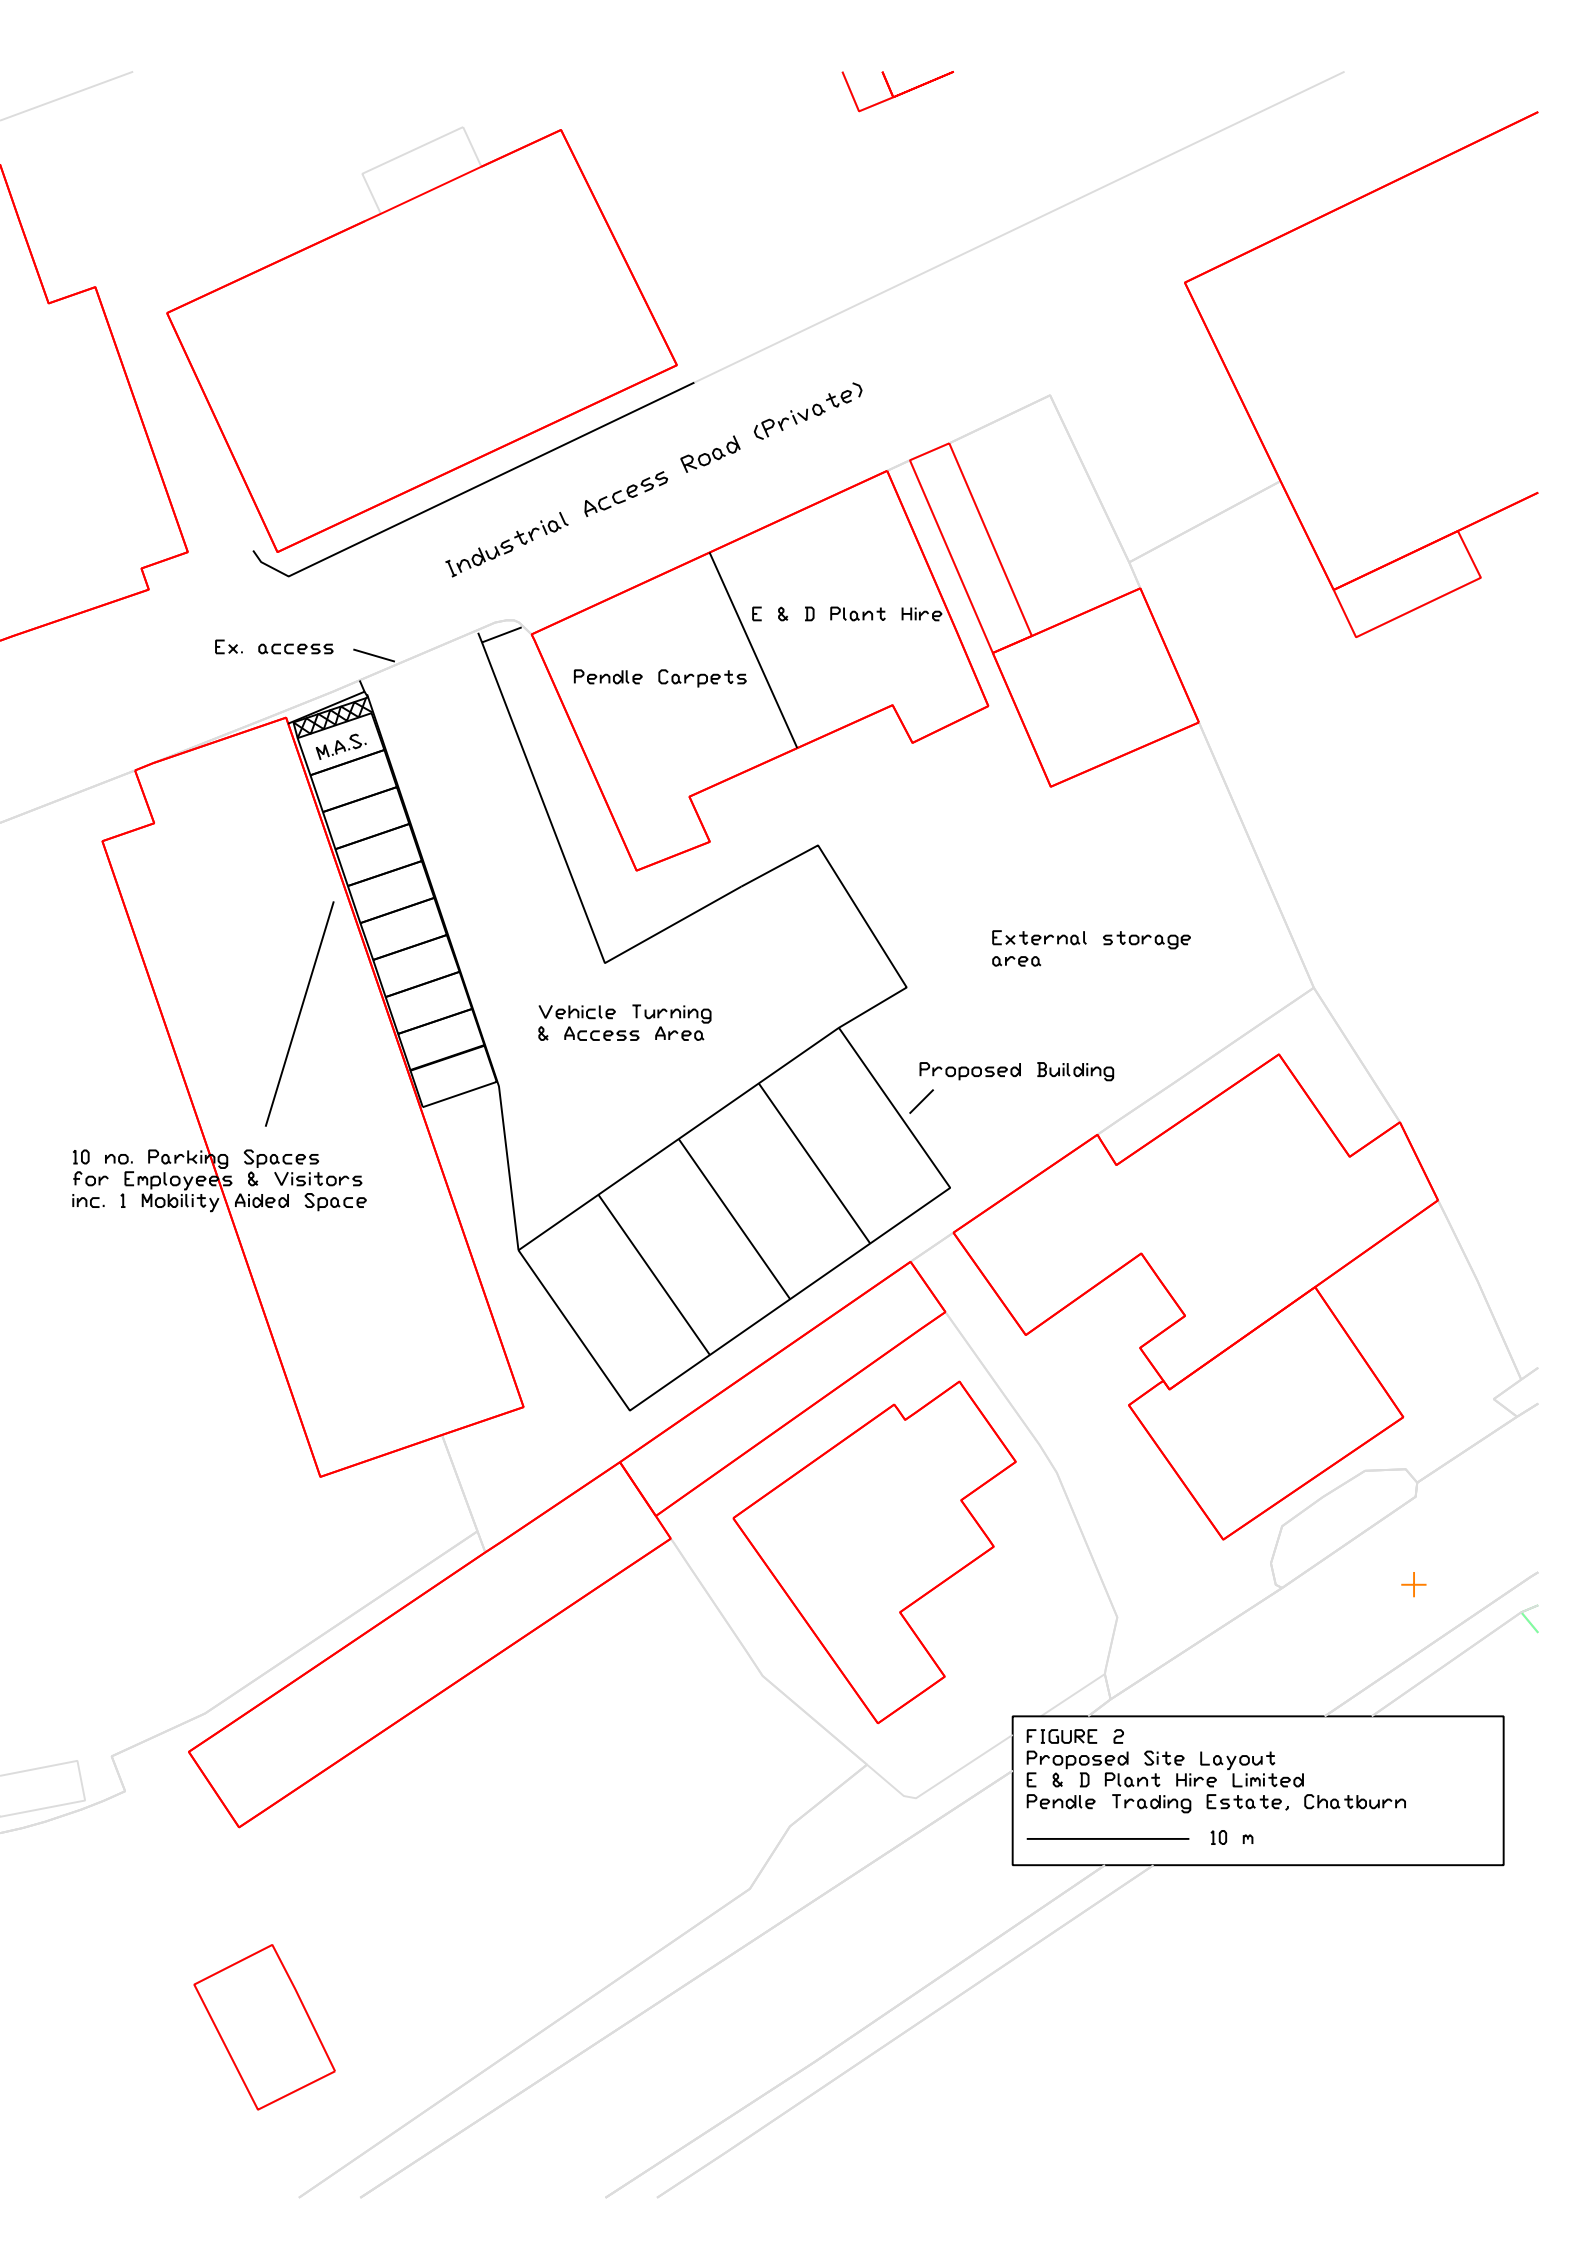 Industrial Access Road (Private)
E & D Plant Hire
Ex. access
Pendle Carpets
M.A.S.
External storage
area
Vehicle Turning
& Access Area
Proposed Building
10 no. Parking Spaces
for Employees & Visitors
inc. 1 Mobility Aided Space
FIGURE 2
Proposed Site Layout
E & D Plant Hire Limited
Pendle Trading Estate, Chatburn
10 m